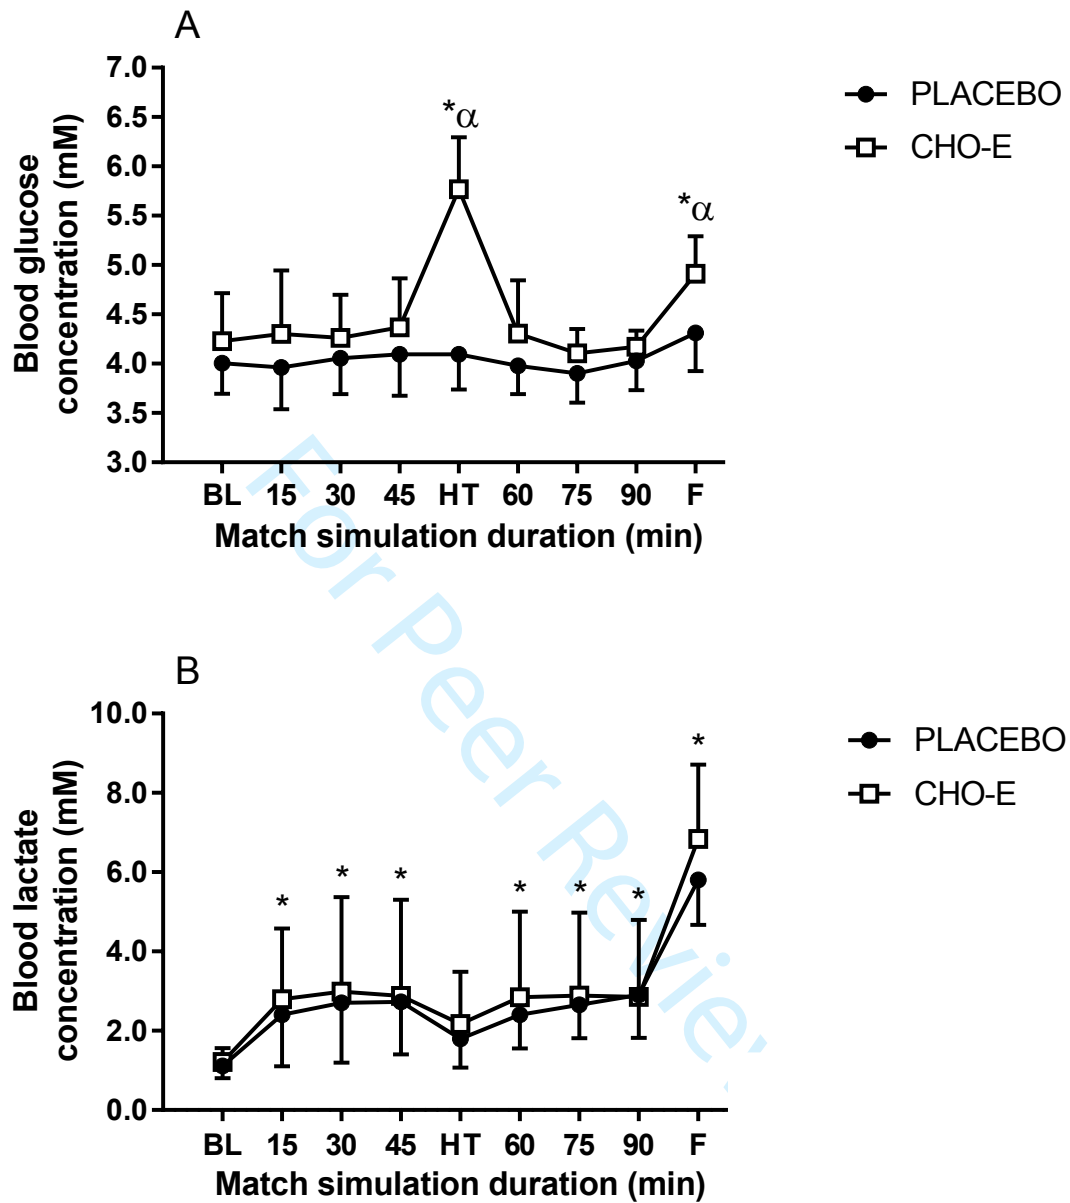 A
7.0
6.5
6.0
5.5
5.0
4.5
4.0
3.5
3.0
Blood glucose
concentration (mM)
*α
*α
PLACEBO
CHO-E
BL 15 30 45 HT 60 75 90 F
Match simulation duration (min)
For Peer Review
B
10.0
8.0
6.0
4.0
2.0
0.0
Blood lactate
concentration (mM)
* * * * * * *
PLACEBO
CHO-E
BL 15 30 45 HT 60 75 90 F
Match simulation duration (min)